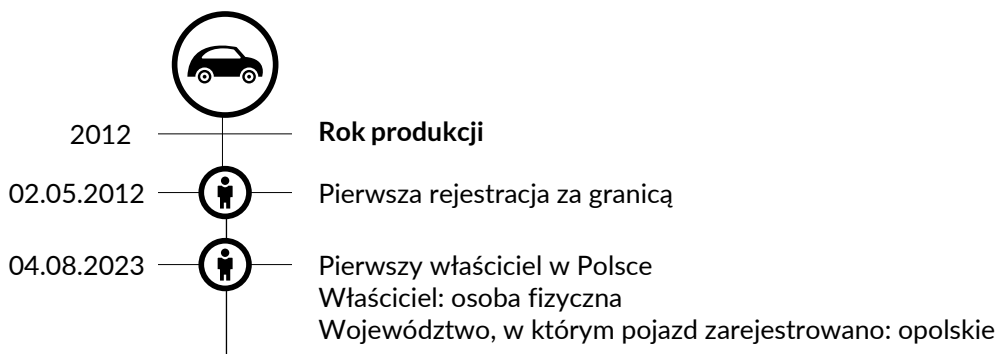 2012 Rok produkcji
02.05.2012 Pierwsza rejestracja za granicą
04.08.2023 Pierwszy właściciel w Polsce
Właściciel: osoba fizyczna
Województwo, w którym pojazd zarejestrowano: opolskie